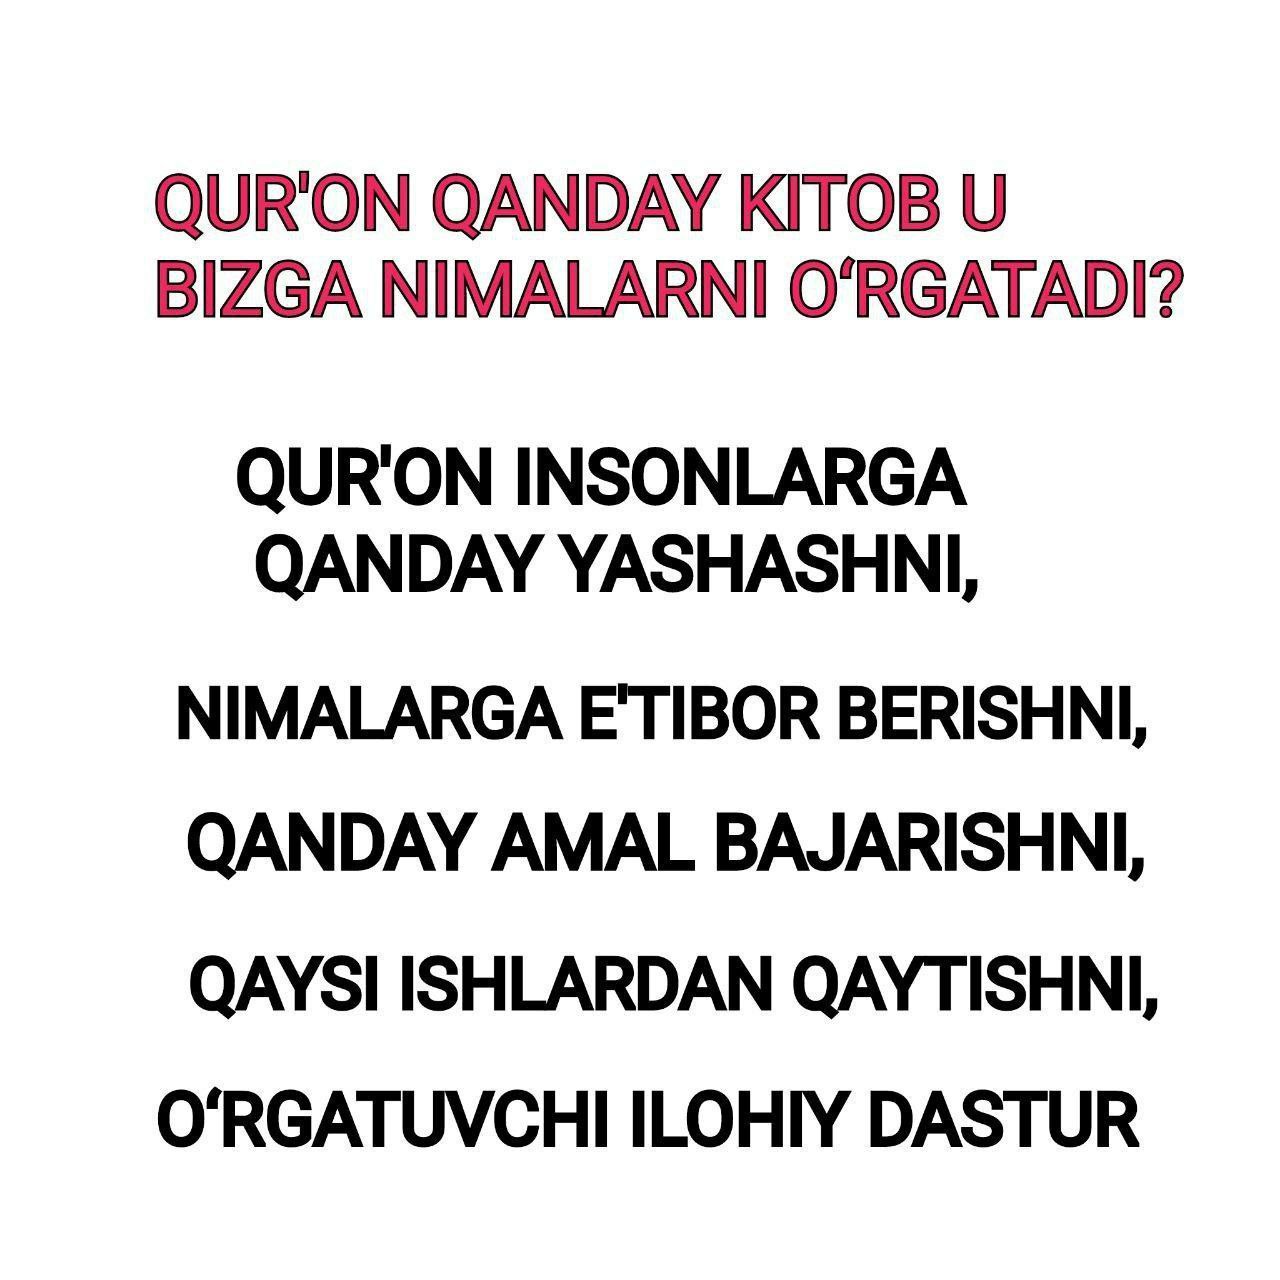 QUR'ON QANDAY KITOB U
BIZGA NIMALARNI O‘RGATADI?
QUR'ON INSONLARGA
QANDAY YASHASHNI,
NIMALARGA E'TIBOR BERISHNI,
QANDAY AMAL BAJARISHNI,
QAYSI ISHLARDAN QAYTISHNI,
O‘RGATUVCHI ILOHIY DASTUR